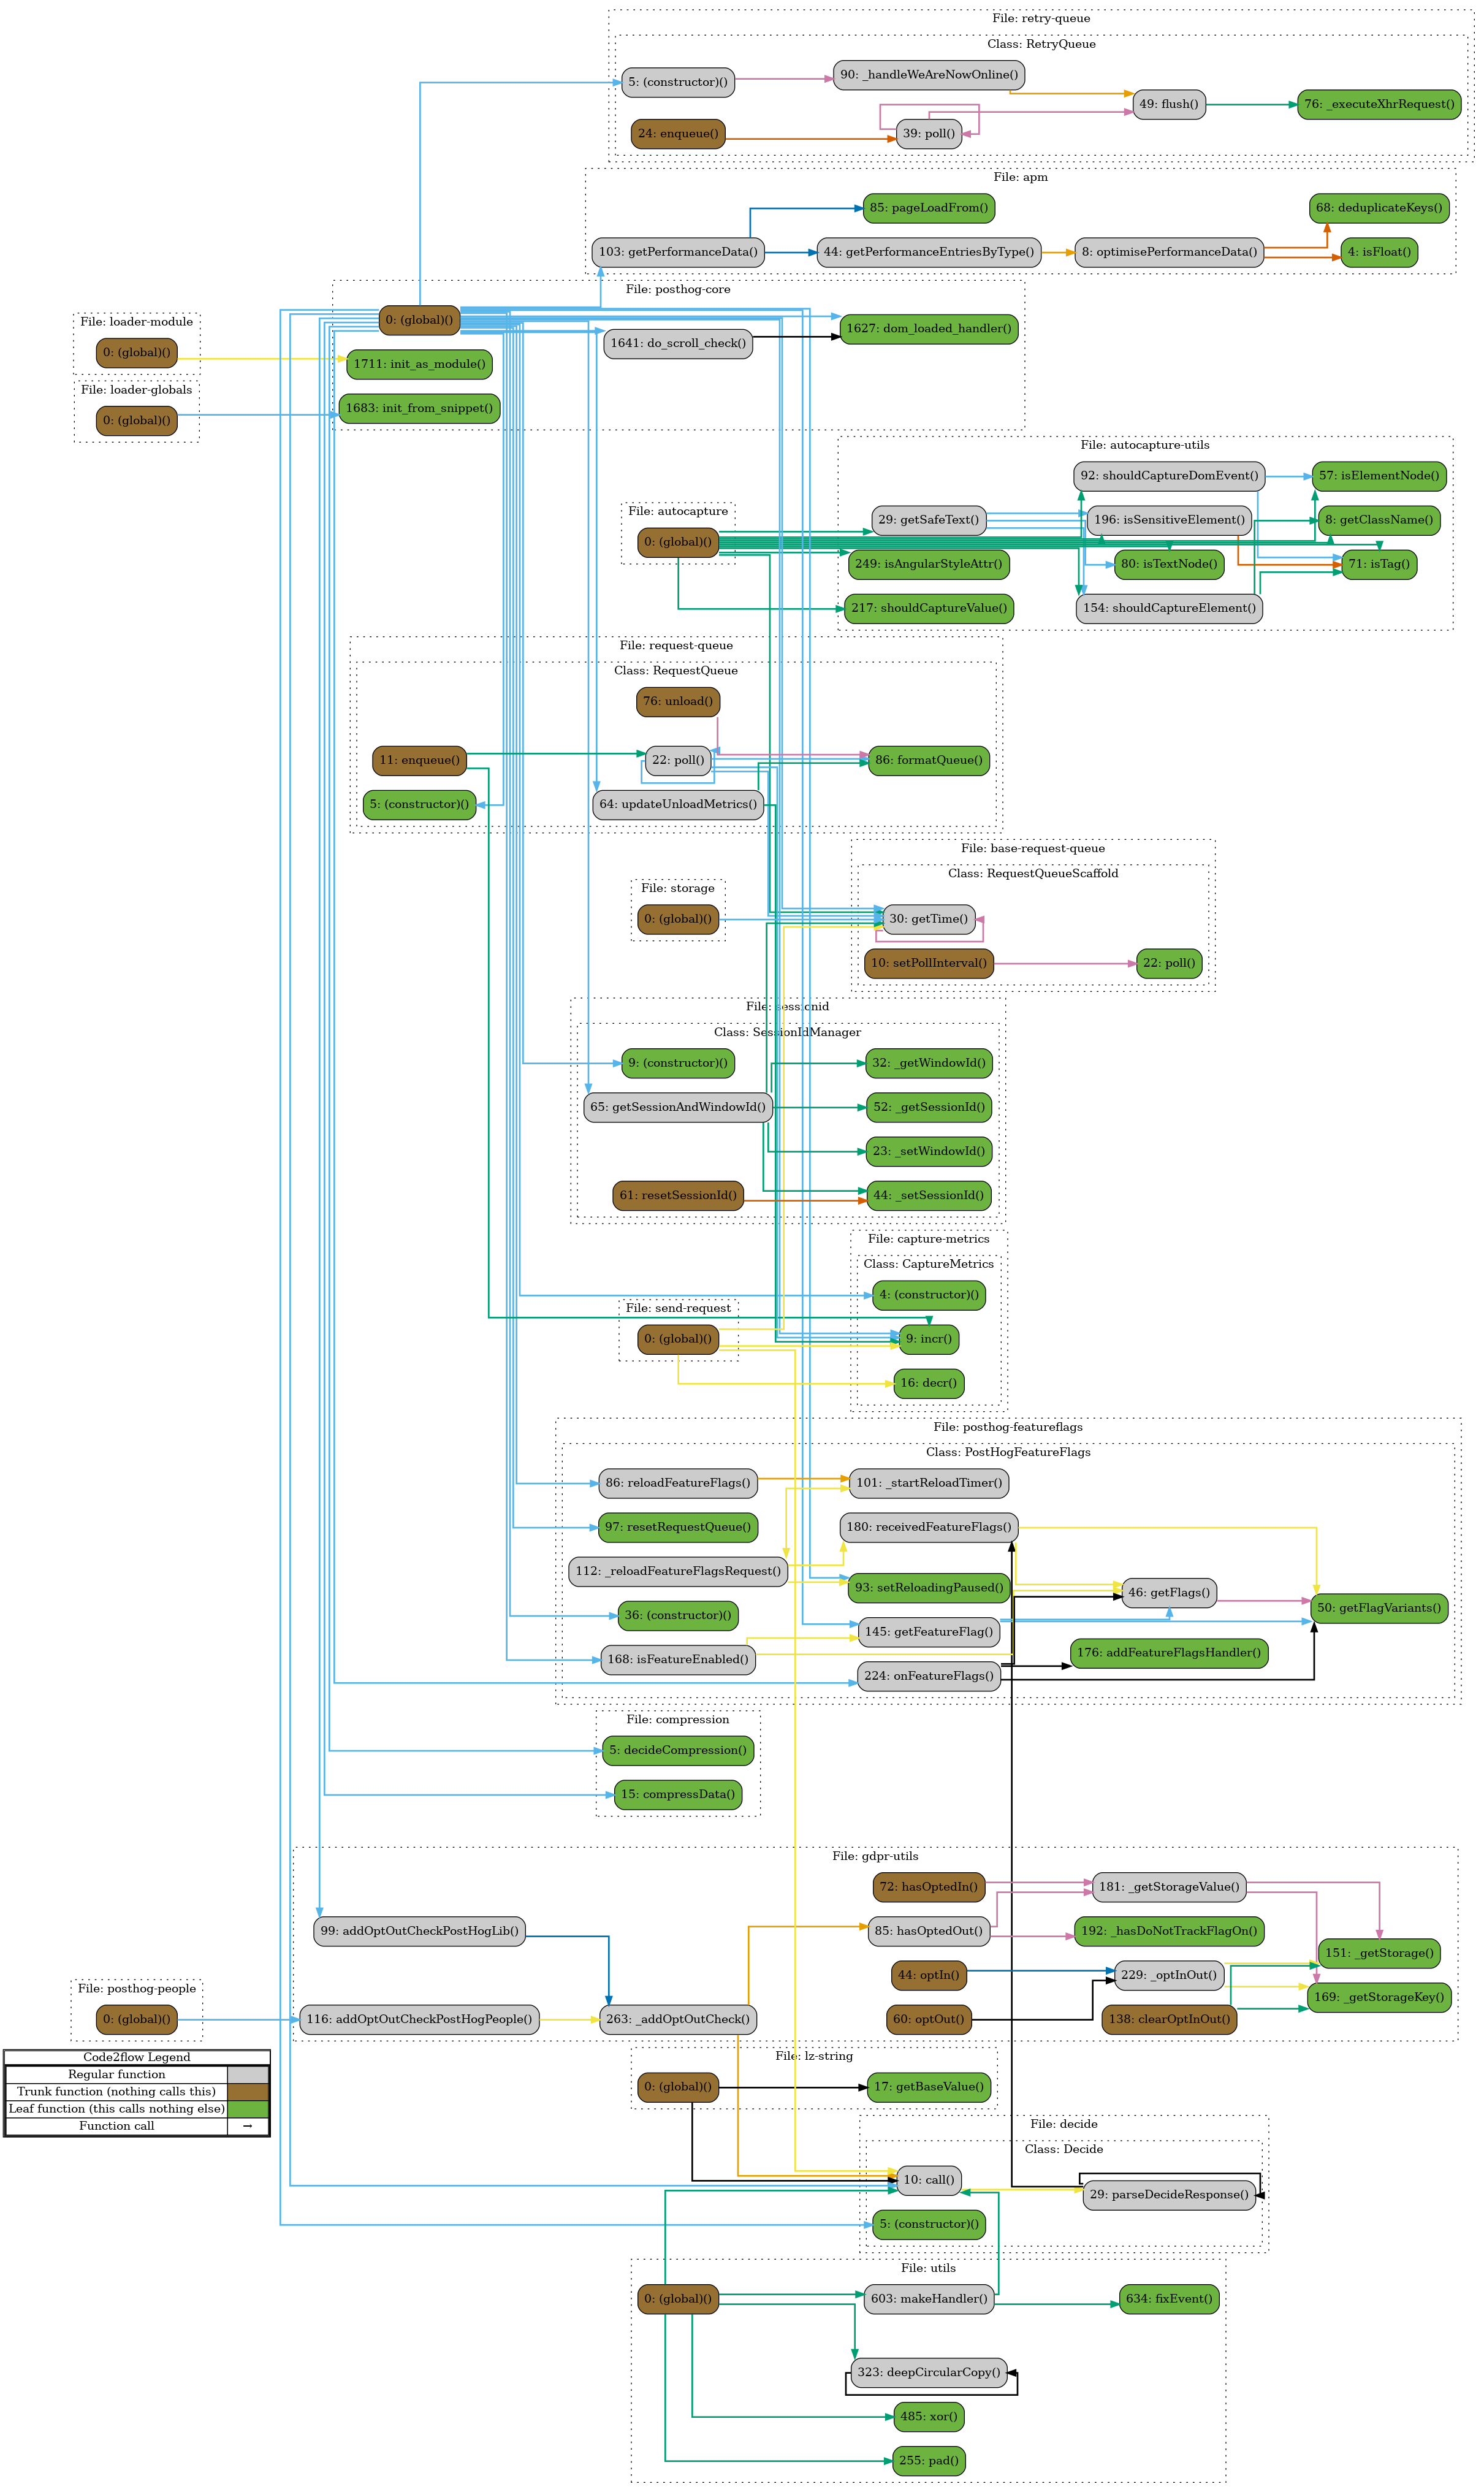 File: retry-queue
Class: RetryQueue
5: (constructor)()
90: _handleWeAreNowOnline()
49: flush()
76: _executeXhrRequest()
24: enqueue()
39: poll()
File: apm
85: pageLoadFrom()
68: deduplicateKeys()
103: getPerformanceData()
44: getPerformanceEntriesByType()
8: optimisePerformanceData()
4: isFloat()
File: posthog-core
0: (global)()
1627: dom_loaded_handler()
1641: do_scroll_check()
1711: init_as_module()
1683: init_from_snippet()
File: loader-module
0: (global)()
File: loader-globals
0: (global)()
File: autocapture-utils
92: shouldCaptureDomEvent()
57: isElementNode()
29: getSafeText()
196: isSensitiveElement()
8: getClassName()
249: isAngularStyleAttr()
80: isTextNode()
71: isTag()
217: shouldCaptureValue()
154: shouldCaptureElement()
File: autocapture
0: (global)()
File: request-queue
Class: RequestQueue
76: unload()
11: enqueue()
22: poll()
86: formatQueue()
5: (constructor)()
64: updateUnloadMetrics()
File: base-request-queue
Class: RequestQueueScaffold
30: getTime()
10: setPollInterval()
22: poll()
File: storage
0: (global)()
File: sessionid
Class: SessionIdManager
9: (constructor)()
32: _getWindowId()
65: getSessionAndWindowId()
52: _getSessionId()
23: _setWindowId()
61: resetSessionId()
44: _setSessionId()
File: capture-metrics
Class: CaptureMetrics
4: (constructor)()
9: incr()
16: decr()
File: send-request
0: (global)()
File: posthog-featureflags
Class: PostHogFeatureFlags
86: reloadFeatureFlags()
101: _startReloadTimer()
97: resetRequestQueue()
180: receivedFeatureFlags()
112: _reloadFeatureFlagsRequest()
93: setReloadingPaused()
46: getFlags()
50: getFlagVariants()
36: (constructor)()
145: getFeatureFlag()
176: addFeatureFlagsHandler()
168: isFeatureEnabled()
224: onFeatureFlags()
File: compression
5: decideCompression()
15: compressData()
File: gdpr-utils
72: hasOptedIn()
181: _getStorageValue()
99: addOptOutCheckPostHogLib()
85: hasOptedOut()
192: _hasDoNotTrackFlagOn()
151: _getStorage()
44: optIn()
229: _optInOut()
169: _getStorageKey()
116: addOptOutCheckPostHogPeople()
263: _addOptOutCheck()
60: optOut()
138: clearOptInOut()
File: posthog-people
0: (global)()
Code2flow Legend
Regular function
Trunk function (nothing calls this)
Leaf function (this calls nothing else)
Function call →
File: lz-string
0: (global)()
17: getBaseValue()
File: decide
Class: Decide
10: call()
29: parseDecideResponse()
5: (constructor)()
File: utils
0: (global)()
603: makeHandler()
634: fixEvent()
323: deepCircularCopy()
485: xor()
255: pad()